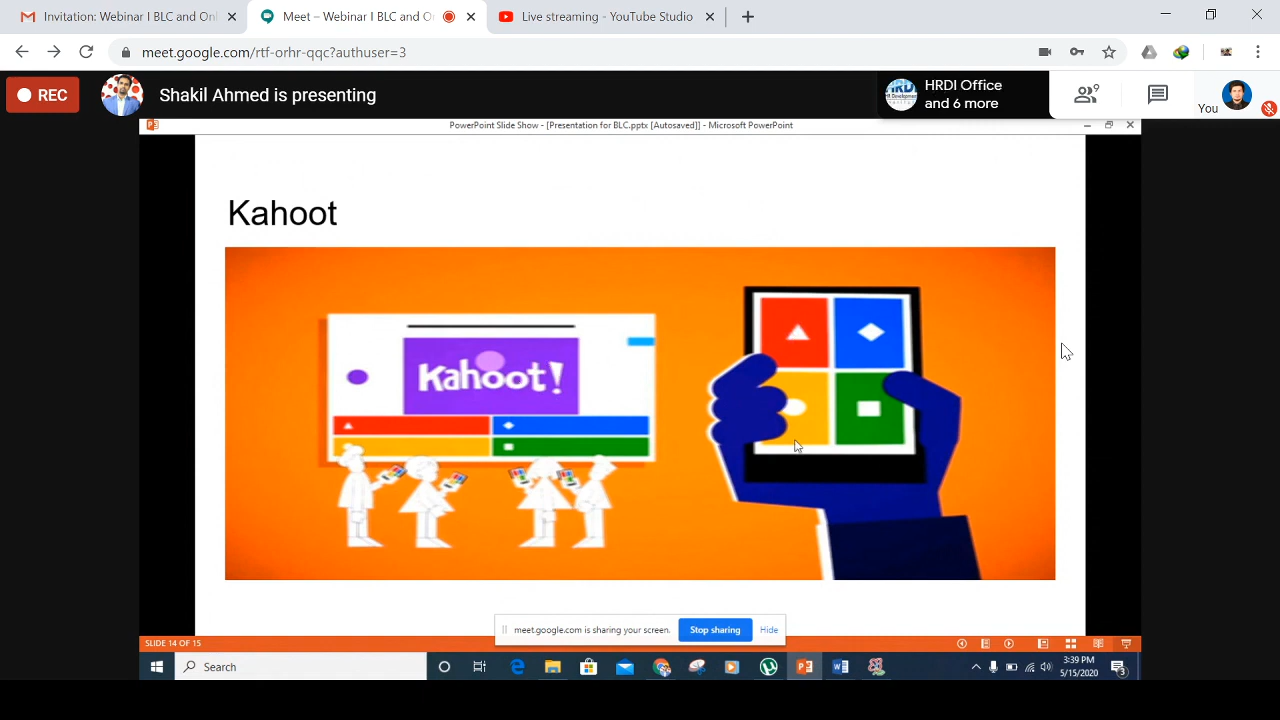 Invitation: Webinar I BLC and Onl
Meet – Webinar I BLC and O
Live streaming - YouTube Studio
meet.google.com/rtf-orhr-qqc?authuser=3
REC
Shakil Ahmed is presenting
HRDI Office
and 6 more
9
You
PowerPoint Slide Show - [Presentation for BLC.pptx [Autosaved]] - Microsoft PowerPoint
Kahoot
Kahoot!
meet.google.com is sharing your screen.
Stop sharing
Hide
SLIDE 14 OF 15
Search
3:39 PM
5/15/2020
3